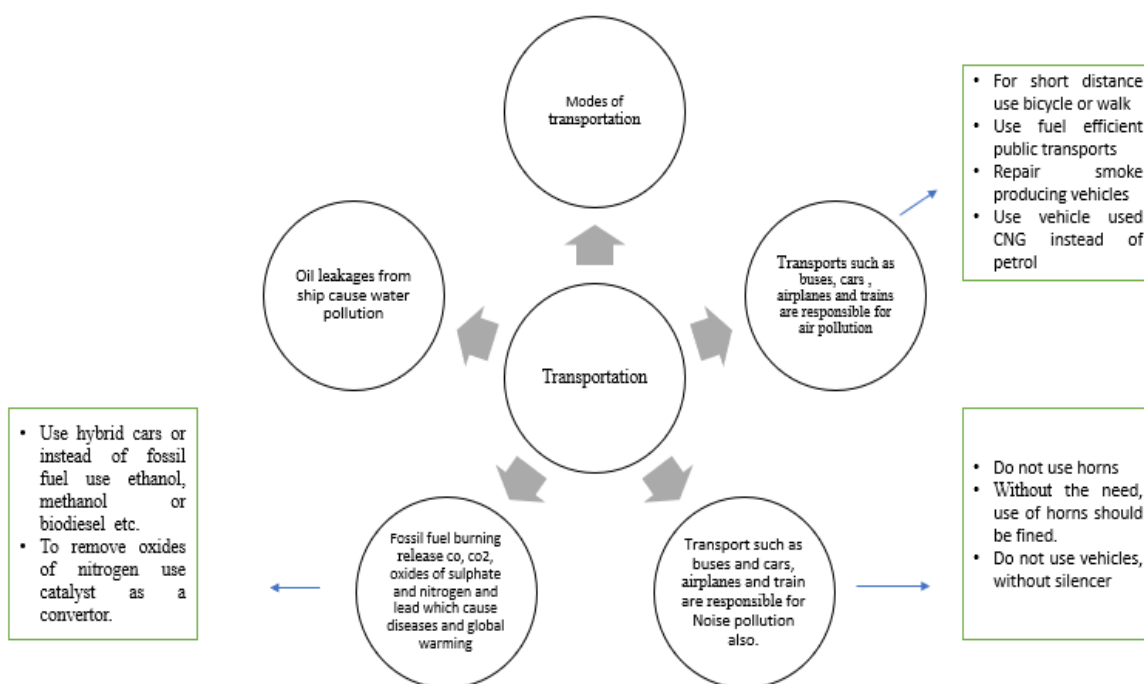 Modes of
transportation
• For short distance
use bicycle or walk
• Use fuel efficient
public transports
• Repair smoke
producing vehicles
• Use vehicle used
CNG instead of
petrol
Oil leakages from
ship cause water
pollution
Transports such as
buses, cars ,
airplanes and trains
are responsible for
air pollution
Transportation
• Use hybrid cars or
instead of fossil
fuel use ethanol,
methanol or
biodiesel etc.
• To remove oxides
of nitrogen use
catalyst as a
convertor.
Fossil fuel burning
release co, co2,
oxides of sulphate
and nitrogen and
lead which cause
diseases and global
warming
Transport such as
buses and cars,
airplanes and train
are responsible for
Noise pollution
also.
• Do not use horns
• Without the need,
use of horns should
be fined.
• Do not use vehicles,
without silencer